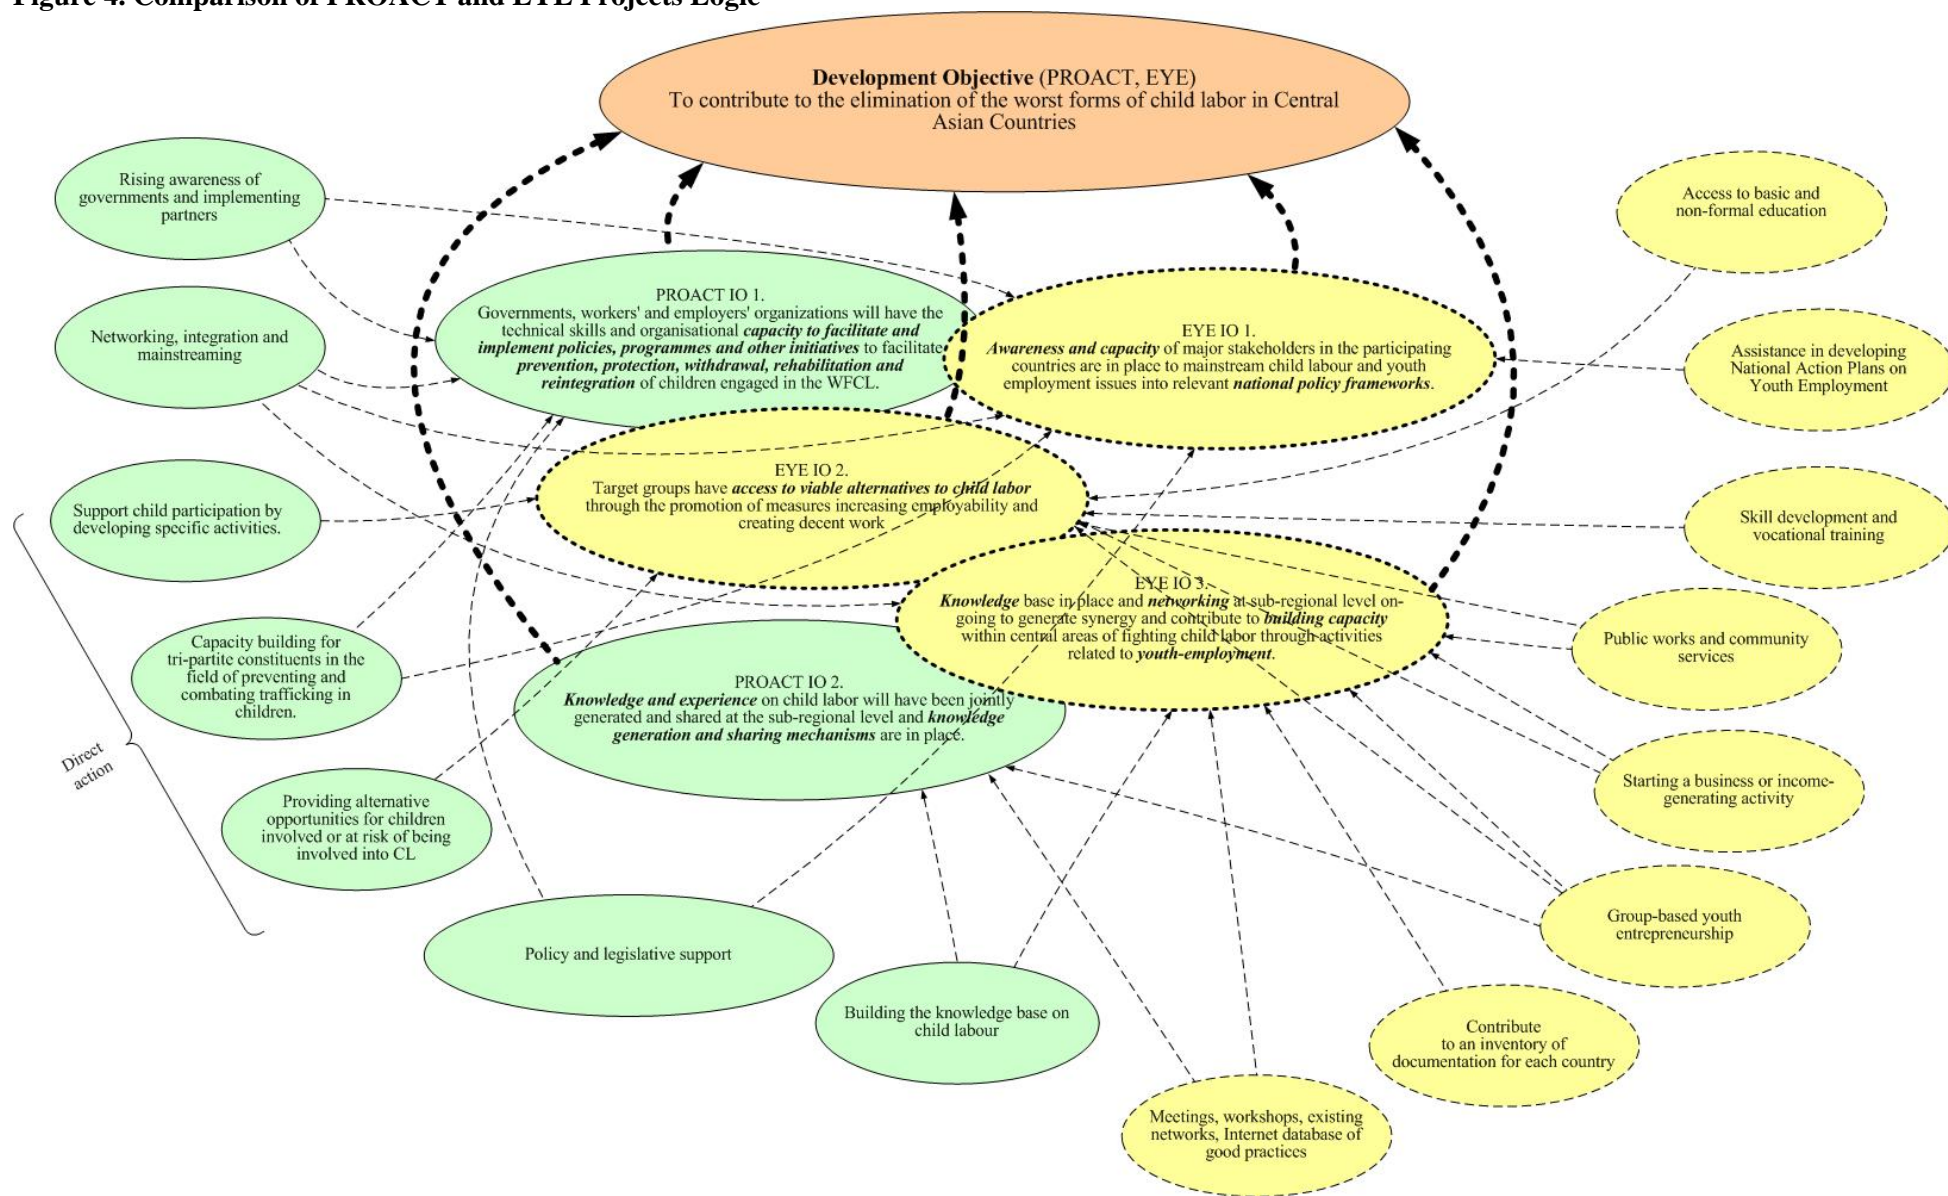 Figure 4. Comparison of PROACT and EYE Projects Logic
Development Objective (PROACT, EYE)
To contribute to the elimination of the worst forms of child labor in Central
Asian Countries
Rising awareness of
governments and implementing
partners
Access to basic and
non-formal education
PROACT IO 1.
Governments, workers' and employers' organizations will have the
technical skills and organisational capacity to facilitate and
implement policies, programmes and other initiatives to facilitate
prevention, protection, withdrawal, rehabilitation and
reintegration of children engaged in the WFCL.
EYE IO 1.
Awareness and capacity of major stakeholders in the participating
countries are in place to mainstream child labour and youth
employment issues into relevant national policy frameworks.
Networking, integration and
mainstreaming
Assistance in developing
National Action Plans on
Youth Employment
EYE IO 2.
Target groups have access to viable alternatives to child labor
through the promotion of measures increasing employability and
creating decent work
Support child participation by
developing specific activities.
Skill development and
vocational training
EYE IO 3.
Knowledge base in place and networking at sub-regional level on-
going to generate synergy and contribute to building capacity
within central areas of fighting child labor through activities
related to youth-employment.
Capacity building for
tri-partite constituents in the
field of preventing and
combating trafficking in
children.
Public works and community
services
PROACT IO 2.
Knowledge and experience on child labor will have been jointly
generated and shared at the sub-regional level and knowledge
generation and sharing mechanisms are in place.
Direct
action
Starting a business or income-
generating activity
Providing alternative
opportunities for children
involved or at risk of being
involved into CL
Group-based youth
entrepreneurship
Policy and legislative support
Building the knowledge base on
child labour
Contribute
to an inventory of
documentation for each country
Meetings, workshops, existing
networks, Internet database of
good practices